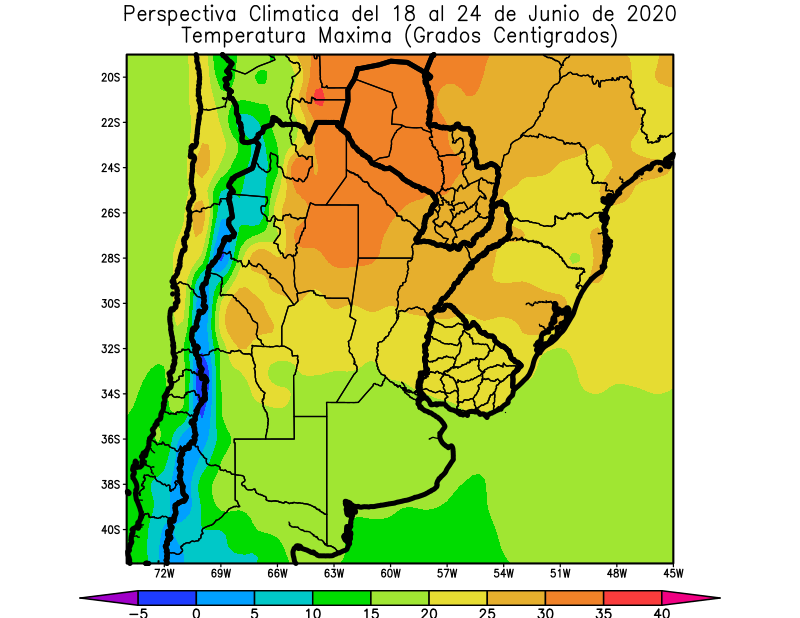 Perspectiva Climatica del 18 al 24 de Junio de 2020
Temperatura Maxima (Grados Centigrados)
20S
22S
24S
26S
28S
30S
32S
34S
36S
38S
40S
72W 69W 66W 63W 60W 57W 54W 51W 48W 45W
-5 0 5 10 15 20 25 30 35 40